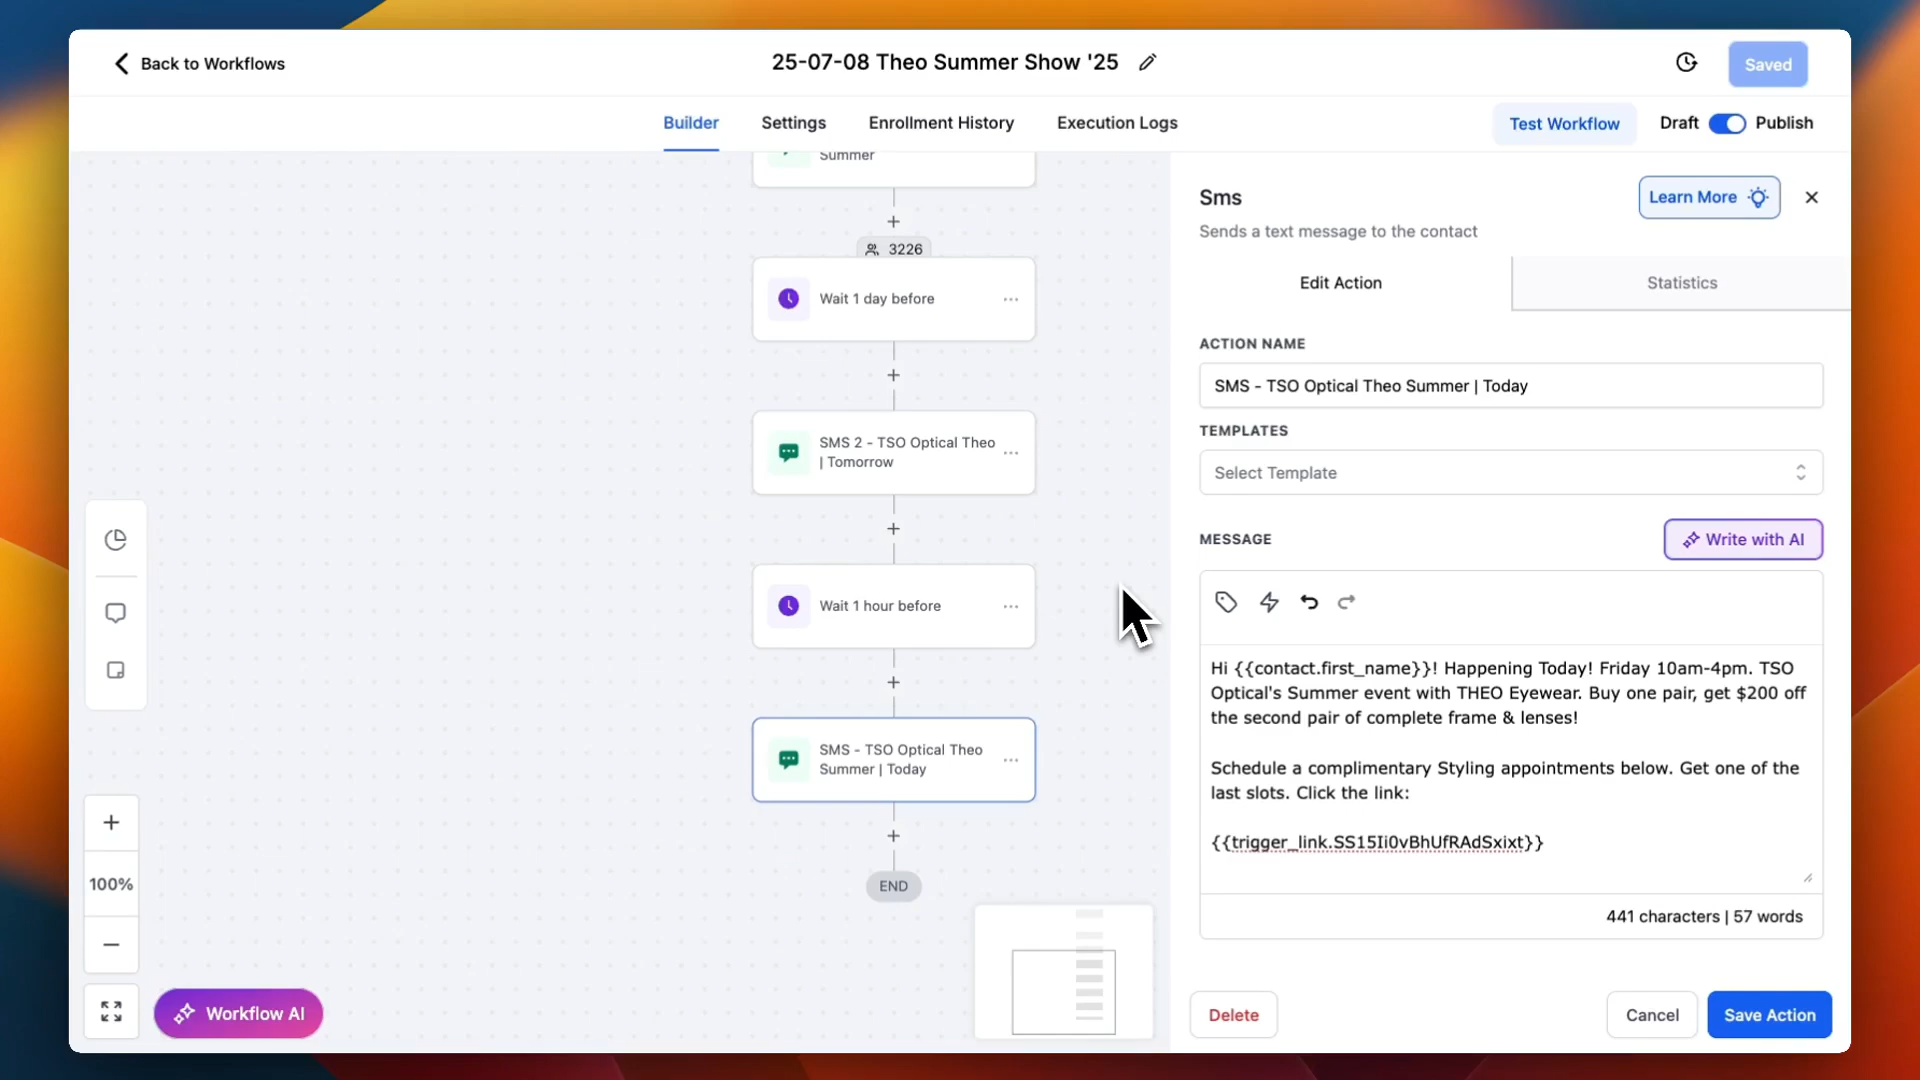 Back to Workflows
25-07-08 Theo Summer Show '25
Saved
Builder
Settings
Enrollment History
Execution Logs
Test Workflow
Draft
Publish
Summer
3226
Wait 1 day before
SMS 2 - TSO Optical Theo
| Tomorrow
Wait 1 hour before
SMS - TSO Optical Theo
Summer | Today
END
100%
Workflow AI
Sms
Learn More
Sends a text message to the contact
Edit Action
Statistics
ACTION NAME
SMS - TSO Optical Theo Summer | Today
TEMPLATES
Select Template
MESSAGE
Write with AI
Hi {{contact.first_name}}! Happening Today! Friday 10am-4pm. TSO
Optical's Summer event with THEO Eyewear. Buy one pair, get $200 off
the second pair of complete frame & lenses!
Schedule a complimentary Styling appointments below. Get one of the
last slots. Click the link:
{{trigger_link.SS15Ii0vBhUfRAdSxixt}}
441 characters | 57 words
Delete
Cancel
Save Action